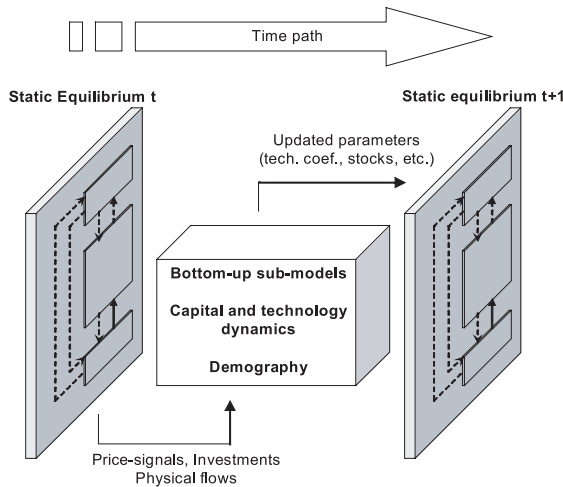 Time path
Static Equilibrium t
Static equilibrium t+1
Updated parameters
(tech. coef., stocks, etc.)
Bottom-up sub-models
Capital and technology
dynamics
Demography
Price-signals, Investments
Physical flows